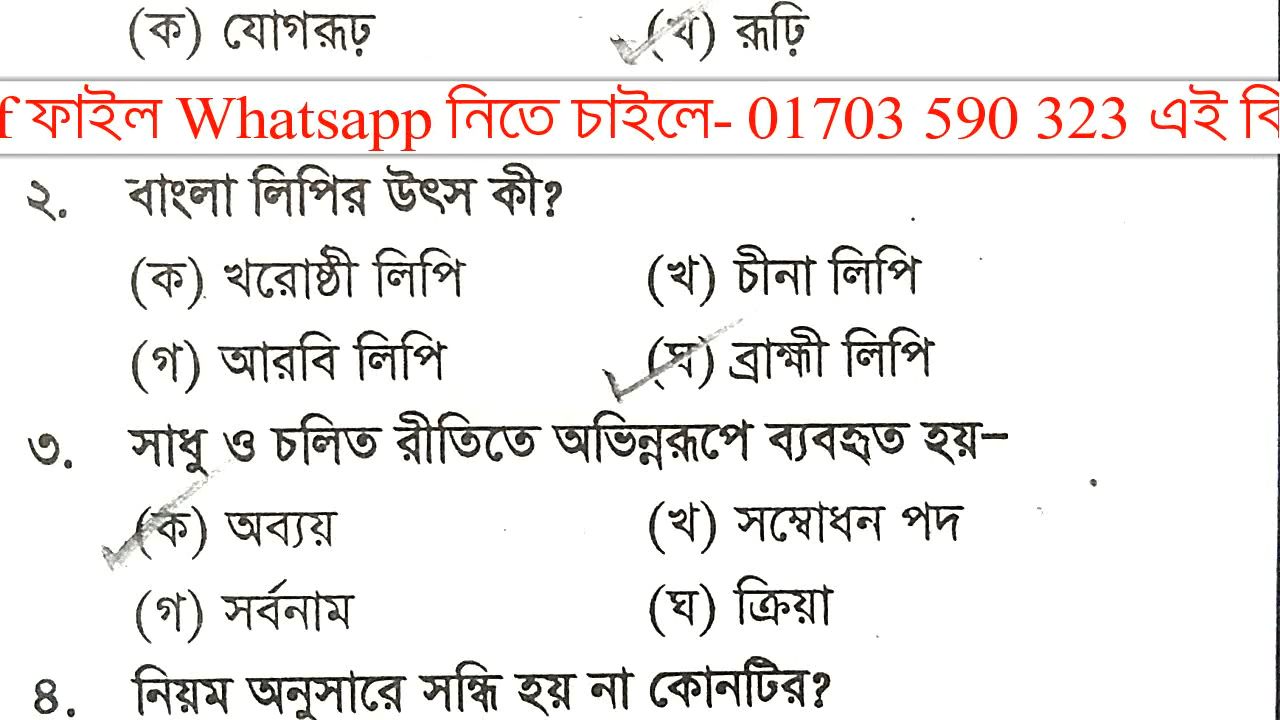 (ক) যোগরূঢ় (খ) রূঢ়ি
f ফাইল Whatsapp নিতে চাইলে- 01703 590 323 এই বি
২. বাংলা লিপির উৎস কী?
(ক) খরোষ্ঠী লিপি (খ) চীনা লিপি
(গ) আরবি লিপি (ঘ) ব্রাহ্মী লিপি
৩. সাধু ও চলিত রীতিতে অভিন্নরূপে ব্যবহৃত হয়–
(ক) অব্যয় (খ) সম্বোধন পদ
(গ) সর্বনাম (ঘ) ক্রিয়া
৪. নিয়ম অনুসারে সন্ধি হয় না কোনটির?